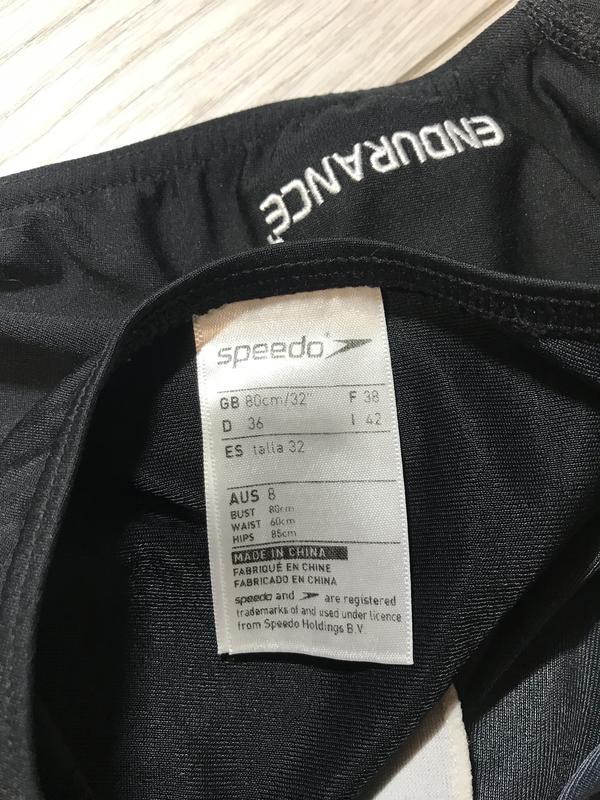 ENDURANCE
speedo
GB 80cm/32" F 38
D 36 I 42
ES talla 32
AUS 8
BUST 80cm
WAIST 60cm
HIPS 85cm
MADE IN CHINA
FABRIQUÉ EN CHINE
FABRICADO EN CHINA
speedo and are registered
trademarks of and used under licence
from Speedo Holdings B.V.